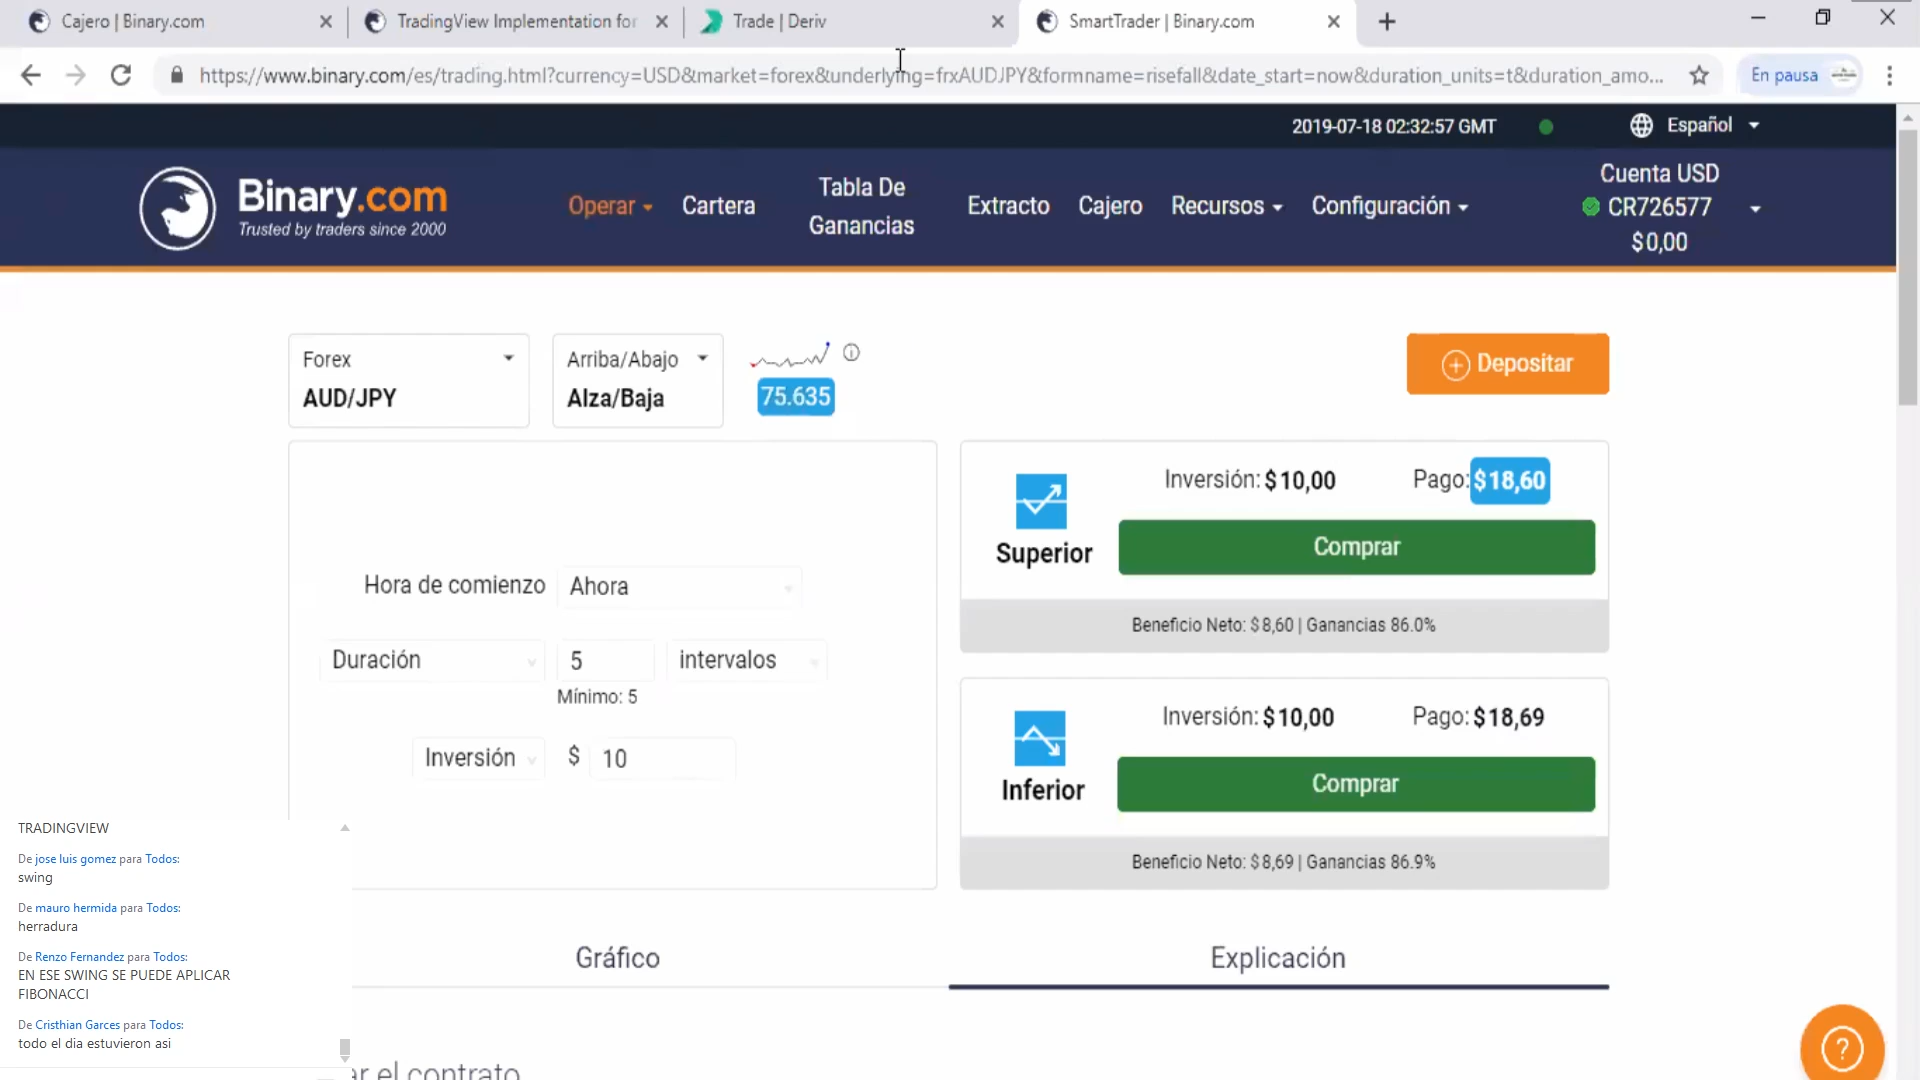 Cajero | Binary.com
TradingView Implementation for
Trade | Deriv
SmartTrader | Binary.com
https://www.binary.com/es/trading.html?currency=USD&market=forex&underlying=frxAUDJPY&formname=risefall&date_start=now&duration_units=t&duration_amo...
En pausa
2019-07-18 02:32:57 GMT
Español
Binary.com
Trusted by traders since 2000
Operar
Cartera
Tabla De
Ganancias
Extracto
Cajero
Recursos
Configuración
Cuenta USD
CR726577
$0,00
Forex
AUD/JPY
Arriba/Abajo
Alza/Baja
75.635
Depositar
Hora de comienzo
Ahora
Duración
5
intervalos
Mínimo: 5
Inversión
$
10
Superior
Inversión: $10,00
Pago: $18,60
Comprar
Beneficio Neto: $8,60 | Ganancias 86.0%
Inferior
Inversión: $10,00
Pago: $18,69
Comprar
Beneficio Neto: $8,69 | Ganancias 86.9%
Gráfico
Explicación
TRADINGVIEW
De jose luis gomez para Todos:
swing
De mauro hermida para Todos:
herradura
De Renzo Fernandez para Todos:
EN ESE SWING SE PUEDE APLICAR
FIBONACCI
De Cristhian Garces para Todos:
todo el dia estuvieron asi
el contrato
?